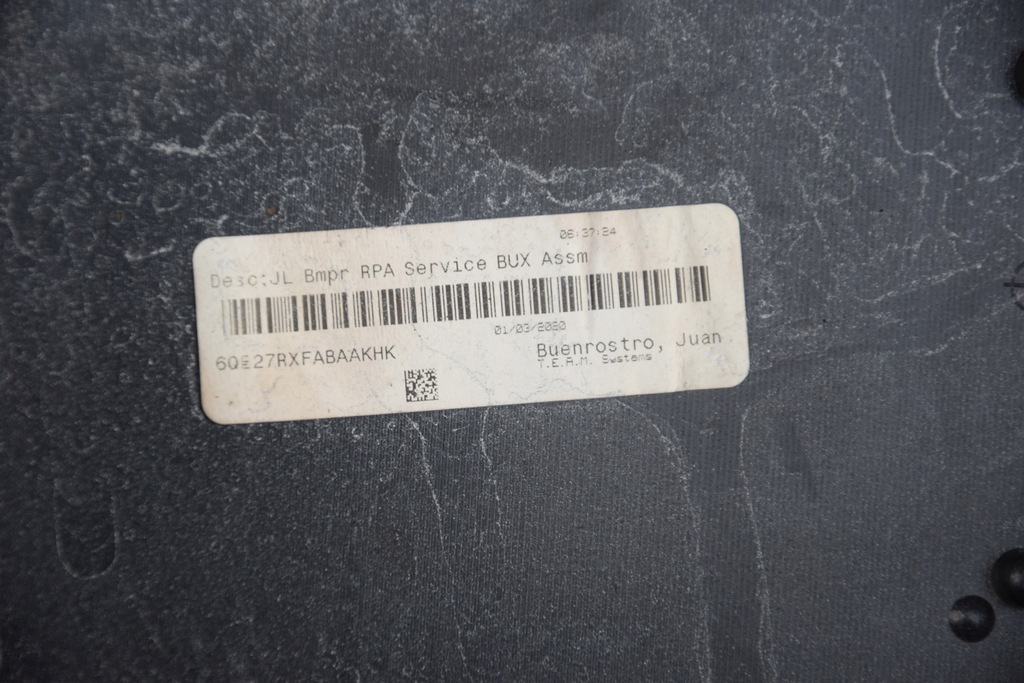 06:37:24
Desc:JL Bmpr RPA Service BUX Assm
01/03/2020
6QE27RXFABAAKHK
Buenrostro, Juan
T.E.A.M. Systems